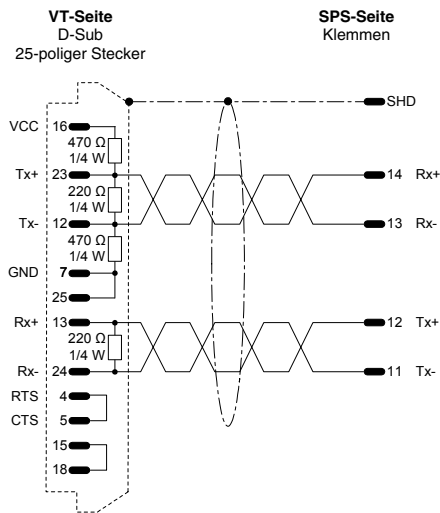 VT-Seite
D-Sub
25-poliger Stecker
SPS-Seite
Klemmen
SHD
VCC 16
470 Ω
1/4 W
Tx+ 23
14 Rx+
220 Ω
1/4 W
Tx- 12
13 Rx-
470 Ω
1/4 W
GND 7
25
Rx+ 13
12 Tx+
220 Ω
1/4 W
Rx- 24
11 Tx-
RTS 4
CTS 5
15
18